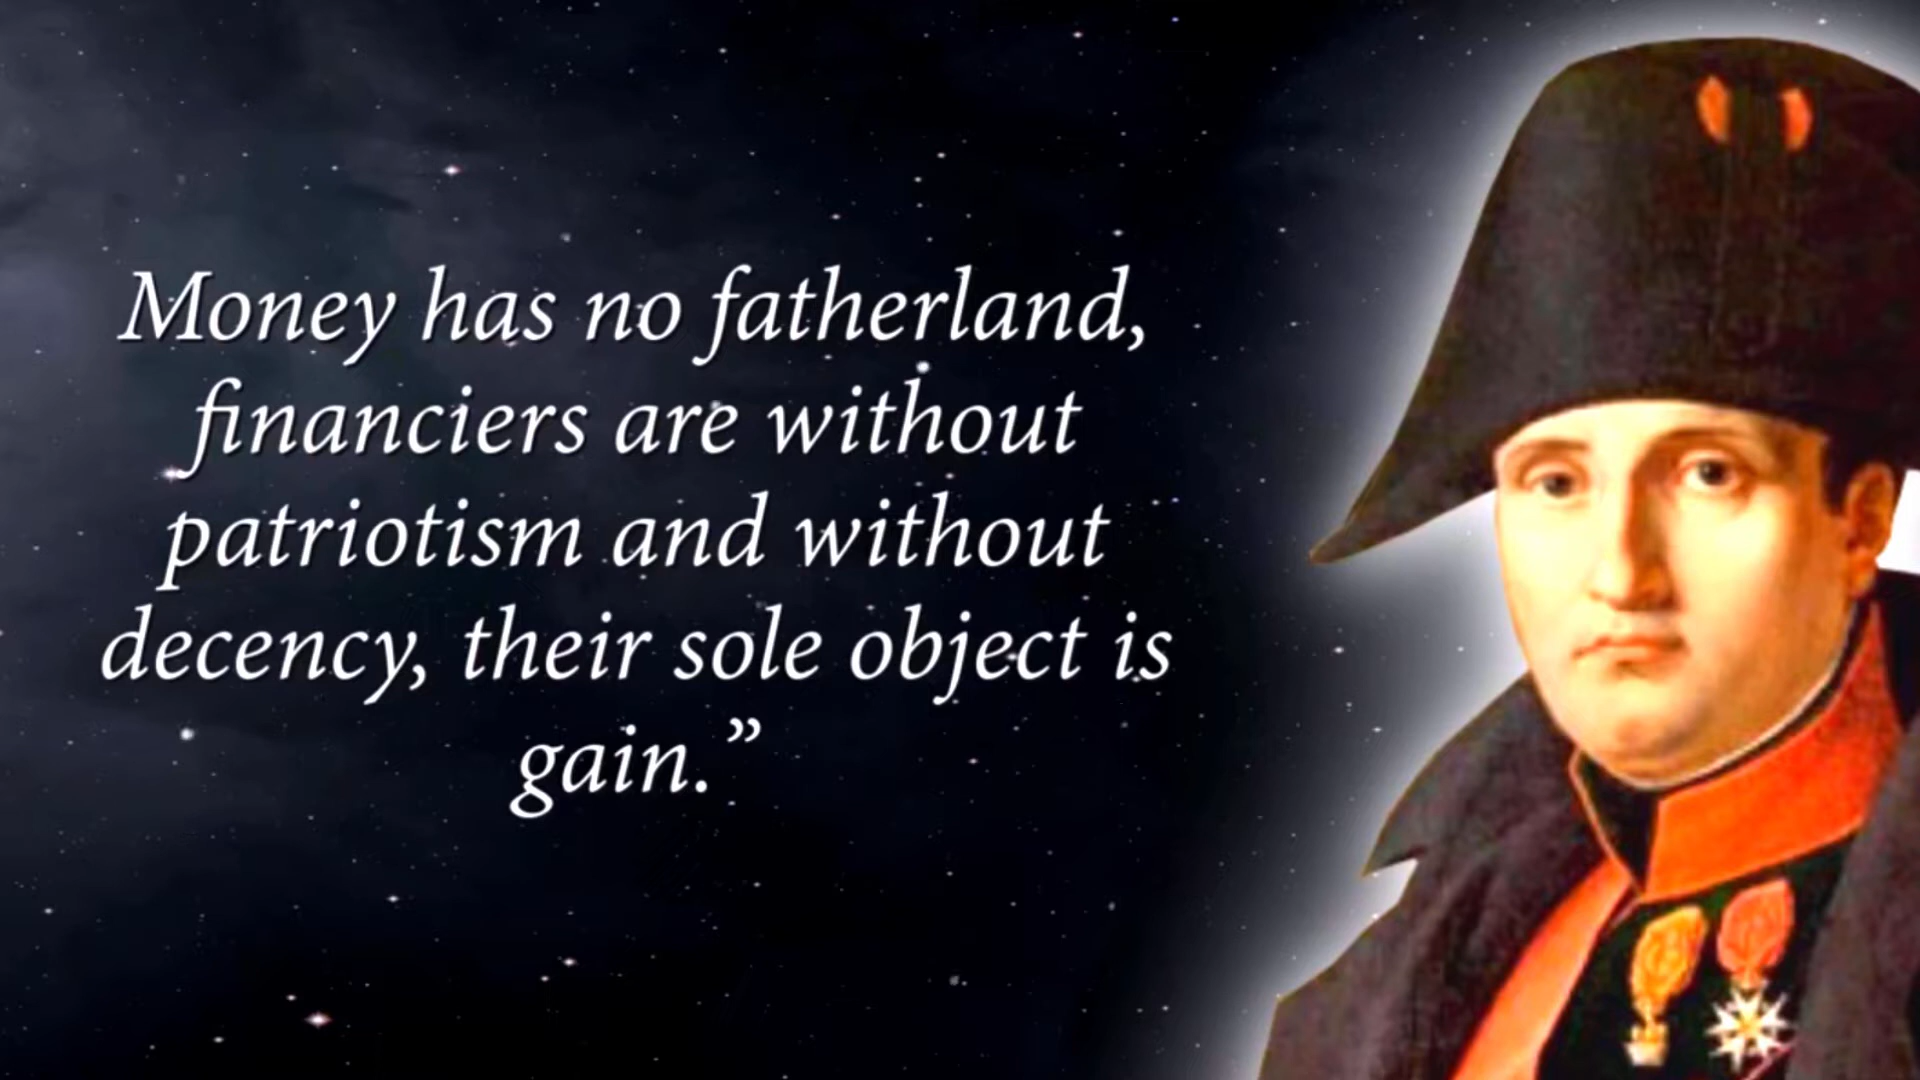 Money has no fatherland,
financiers are without
patriotism and without
decency, their sole object is
gain.”